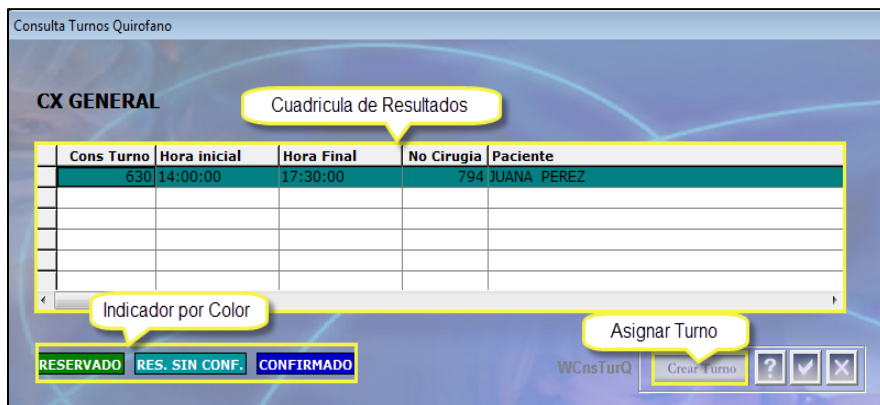 Consulta Turnos Quirofano
CX GENERAL
Cuadricula de Resultados
Cons Turno Hora inicial Hora Final No Cirugia Paciente
630 14:00:00 17:30:00 794 JUANA PEREZ
Indicador por Color
Asignar Turno
RESERVADO RES. SIN CONF. CONFIRMADO
WCnsTurQ Crear Turno ?